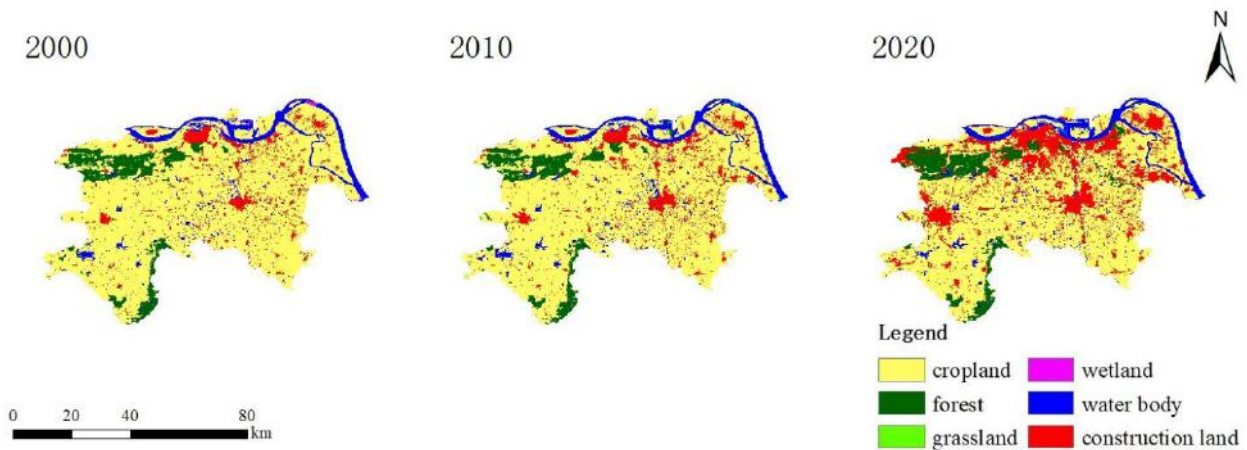 2000
2010
2020
N
Legend
cropland
wetland
forest
water body
grassland
construction land
0 20 40 80
km